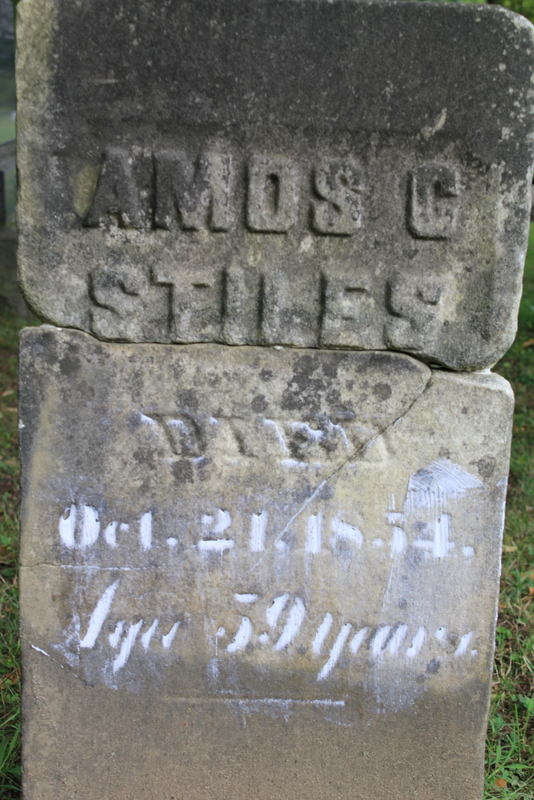 AMOS C
STILES
DIED
Oct. 21. 1854.
Age 59 years.